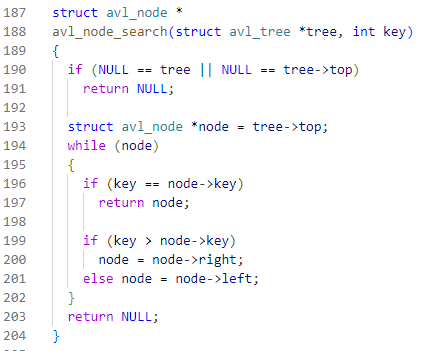 187 struct avl_node *
188 avl_node_search(struct avl_tree *tree, int key)
189 {
190   if (NULL == tree || NULL == tree->top)
191     return NULL;
192
193   struct avl_node *node = tree->top;
194   while (node)
195   {
196     if (key == node->key)
197       return node;
198
199     if (key > node->key)
200       node = node->right;
201     else node = node->left;
202   }
203   return NULL;
204 }